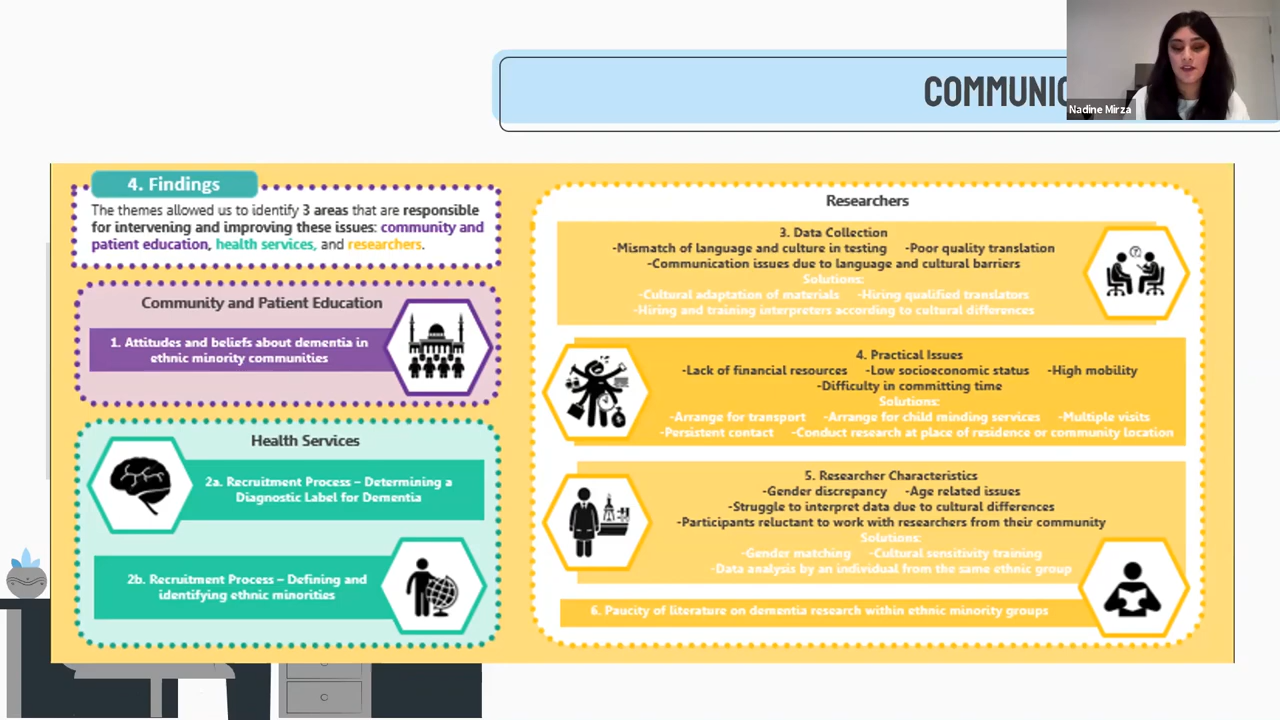 COMMUNIC
Nadine Mirza
4. Findings
The themes allowed us to identify 3 areas that are responsible
for intervening and improving these issues: community and
patient education, health services, and researchers.
Community and Patient Education
1. Attitudes and beliefs about dementia in
ethnic minority communities
Health Services
2a. Recruitment Process – Determining a
Diagnostic Label for Dementia
2b. Recruitment Process – Defining and
identifying ethnic minorities
Researchers
3. Data Collection
-Mismatch of language and culture in testing -Poor quality translation
-Communication issues due to language and cultural barriers
Solutions:
-Cultural adaptation of materials -Hiring qualified translators
-Hiring and training interpreters according to cultural differences
4. Practical Issues
-Lack of financial resources -Low socioeconomic status -High mobility
-Difficulty in committing time
Solutions:
-Arrange for transport -Arrange for child minding services -Multiple visits
-Persistent contact -Conduct research at place of residence or community location
5. Researcher Characteristics
-Gender discrepancy -Age related issues
-Struggle to interpret data due to cultural differences
-Participants reluctant to work with researchers from their community
Solutions:
-Gender matching -Cultural sensitivity training
-Data analysis by an individual from the same ethnic group
6. Paucity of literature on dementia research within ethnic minority groups